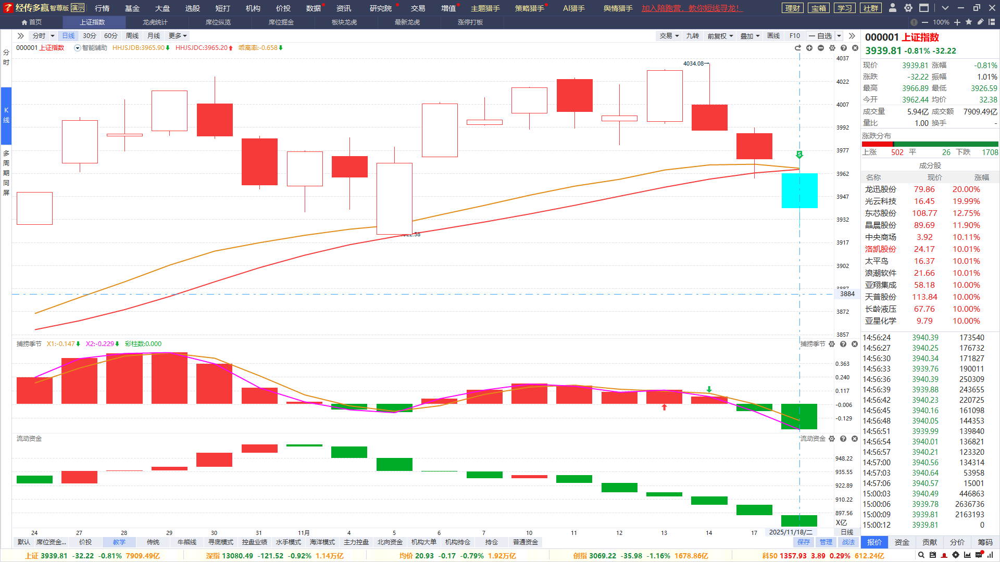 经传多赢 智尊版 演示 行情 基金 大盘 选股 短打 机构 价投 数据 资讯 研究院 交易 增值 主题猎手 策略猎手 AI猎手 舆情猎手 加入陪跑营，教你短线寻龙！ 理财 宝箱 学习 社群
首页 上证指数 龙虎统计 席位纵览 席位掘金 板块龙虎 最新龙虎 涨停打板 100%
分时 日线 30分 60分 周线 月线 更多 交易 九转 前复权 叠加 画线 F10 自选
000001 上证指数 智能辅助 HHJSJDB:3965.90 HHJSJDC:3965.20 乖离率:-0.658
分时
K线
多周期同屏
4034.08
4037
4022
4007
3992
3977
3962
3947
3932
3917
3902
3884
3872
3857
S
捕捞季节 X1:-0.147 X2:-0.229 彩柱数:0.000 捕捞季节
0.363
0.240
0.117
-0.006
-0.129
流动资金 流动资金
948.22
935.55
922.89
910.22
897.56
X亿
24 27 28 29 30 31 11月 4 5 6 7 10 11 12 13 14 17 2025/11/18/二 日线
默认 席位资金... 价投 教学 传统 牛能线 寻底模式 控盘业绩 水手模式 海洋模式 主力控盘 北向资金 机构大单 机构持仓 持仓 普通资金 保存 管理 战法
000001 上证指数
3939.81 -0.81% -32.22
现价 3939.81 涨幅 -0.81%
涨跌 -32.22 振幅 1.01%
最高 3966.89 最低 3926.59
今开 3962.44 均价 32.38
成交量 5.94亿 成交额 7909.49亿
量比 1.00 换手 -
涨跌分布
上涨 502 平 26 下跌 1708
成分股
名称 现价 涨幅
龙迅股份 79.86 20.00%
光云科技 16.45 19.99%
东芯股份 108.77 12.75%
晶晨股份 89.69 11.90%
中央商场 3.92 10.11%
洛凯股份 24.17 10.01%
太平鸟 16.37 10.01%
浪潮软件 21.66 10.01%
亚翔集成 58.18 10.00%
天普股份 113.84 10.00%
长龄液压 67.76 10.00%
亚星化学 9.79 10.00%
14:56:24 3940.39 173540
14:56:27 3940.25 176732
14:56:30 3940.34 171827
14:56:33 3939.76 190011
14:56:36 3940.39 250309
14:56:39 3939.88 243655
14:56:42 3940.23 220725
14:56:45 3940.16 161098
14:56:48 3940.05 144353
14:56:51 3939.99 139840
14:56:54 3940.01 136821
14:56:57 3940.21 123320
14:57:00 3940.56 134314
14:57:03 3940.64 53958
14:57:06 3940.57 15001
15:00:03 3940.49 446863
15:00:06 3939.78 2636736
15:00:09 3939.81 2163193
15:00:12 3939.81 0
报价 资金 贡献 分价 筹码
上证 3939.81 -32.22 -0.81% 7909.49亿 深指 13080.49 -121.52 -0.92% 1.14万亿 均价 20.93 -0.17 -0.79% 1.92万亿 创指 3069.22 -35.98 -1.16% 1678.86亿 科50 1357.93 3.89 0.29% 612.24亿